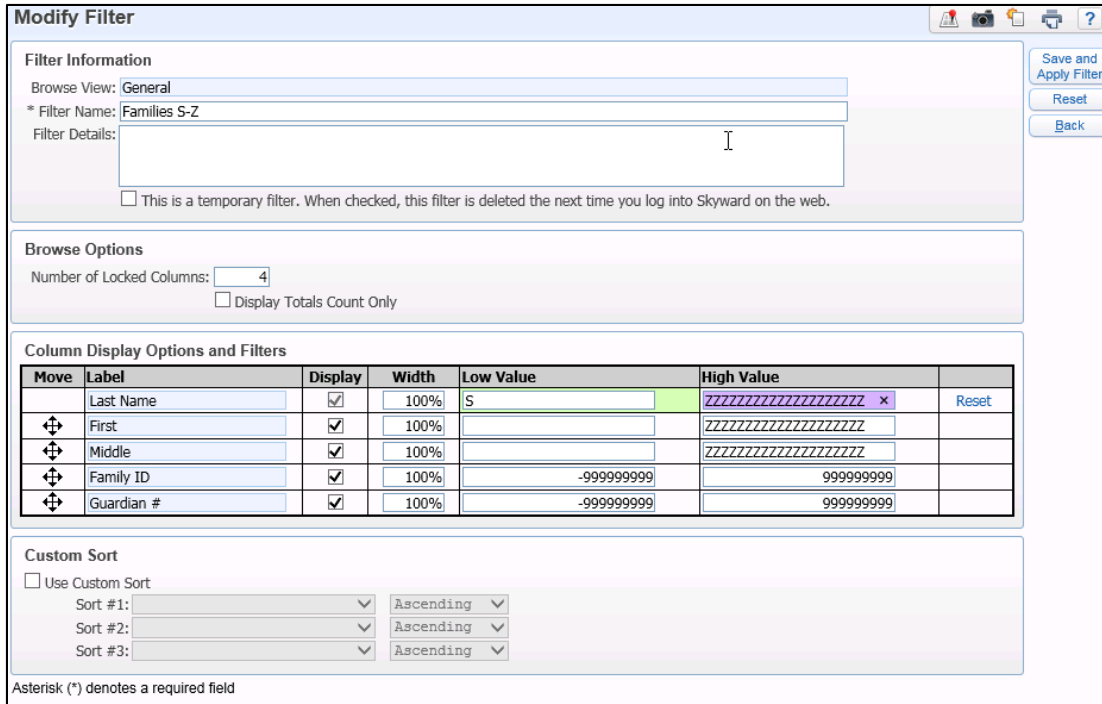 Modify Filter
?
Filter Information
Save and
Apply Filter
Browse View: General
Reset
* Filter Name: Families S-Z
Back
Filter Details:
This is a temporary filter. When checked, this filter is deleted the next time you log into Skyward on the web.
Browse Options
Number of Locked Columns: 4
Display Totals Count Only
Column Display Options and Filters
Move Label Display Width Low Value High Value
Last Name 100% S ZZZZZZZZZZZZZZZZZZZZ × Reset
First 100% ZZZZZZZZZZZZZZZZZZZZ
Middle 100% ZZZZZZZZZZZZZZZZZZZZ
Family ID 100% -999999999 999999999
Guardian # 100% -999999999 999999999
Custom Sort
Use Custom Sort
Sort #1: Ascending
Sort #2: Ascending
Sort #3: Ascending
Asterisk (*) denotes a required field